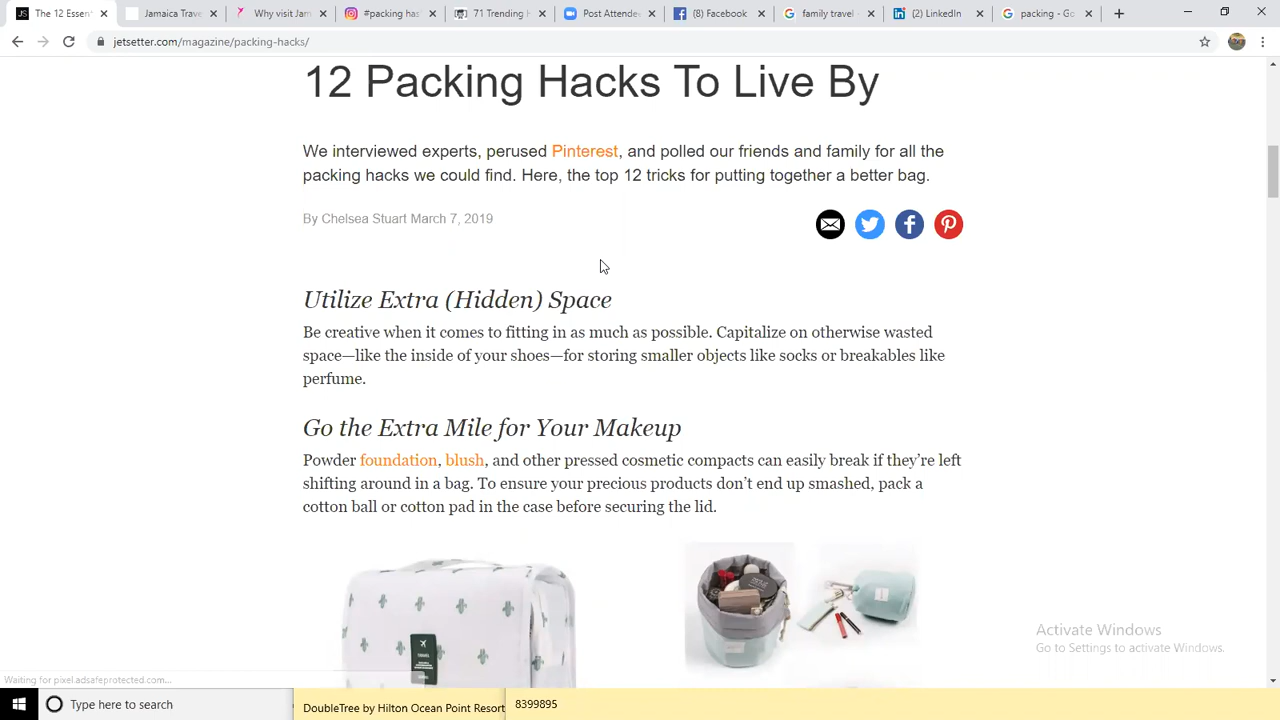 The 12 Essen
Jamaica Trave
Why visit Jam
#packing has
71 Trending H
Post Attendee
(8) Facebook
family travel -
(2) LinkedIn
packing - Go
jetsetter.com/magazine/packing-hacks/
12 Packing Hacks To Live By
We interviewed experts, perused Pinterest, and polled our friends and family for all the
packing hacks we could find. Here, the top 12 tricks for putting together a better bag.
By Chelsea Stuart March 7, 2019
Utilize Extra (Hidden) Space
Be creative when it comes to fitting in as much as possible. Capitalize on otherwise wasted
space—like the inside of your shoes—for storing smaller objects like socks or breakables like
perfume.
Go the Extra Mile for Your Makeup
Powder foundation, blush, and other pressed cosmetic compacts can easily break if they’re left
shifting around in a bag. To ensure your precious products don’t end up smashed, pack a
cotton ball or cotton pad in the case before securing the lid.
Activate Windows
Go to Settings to activate Windows.
Waiting for pixel.adsafeprotected.com...
Type here to search
DoubleTree by Hilton Ocean Point Resort
8399895